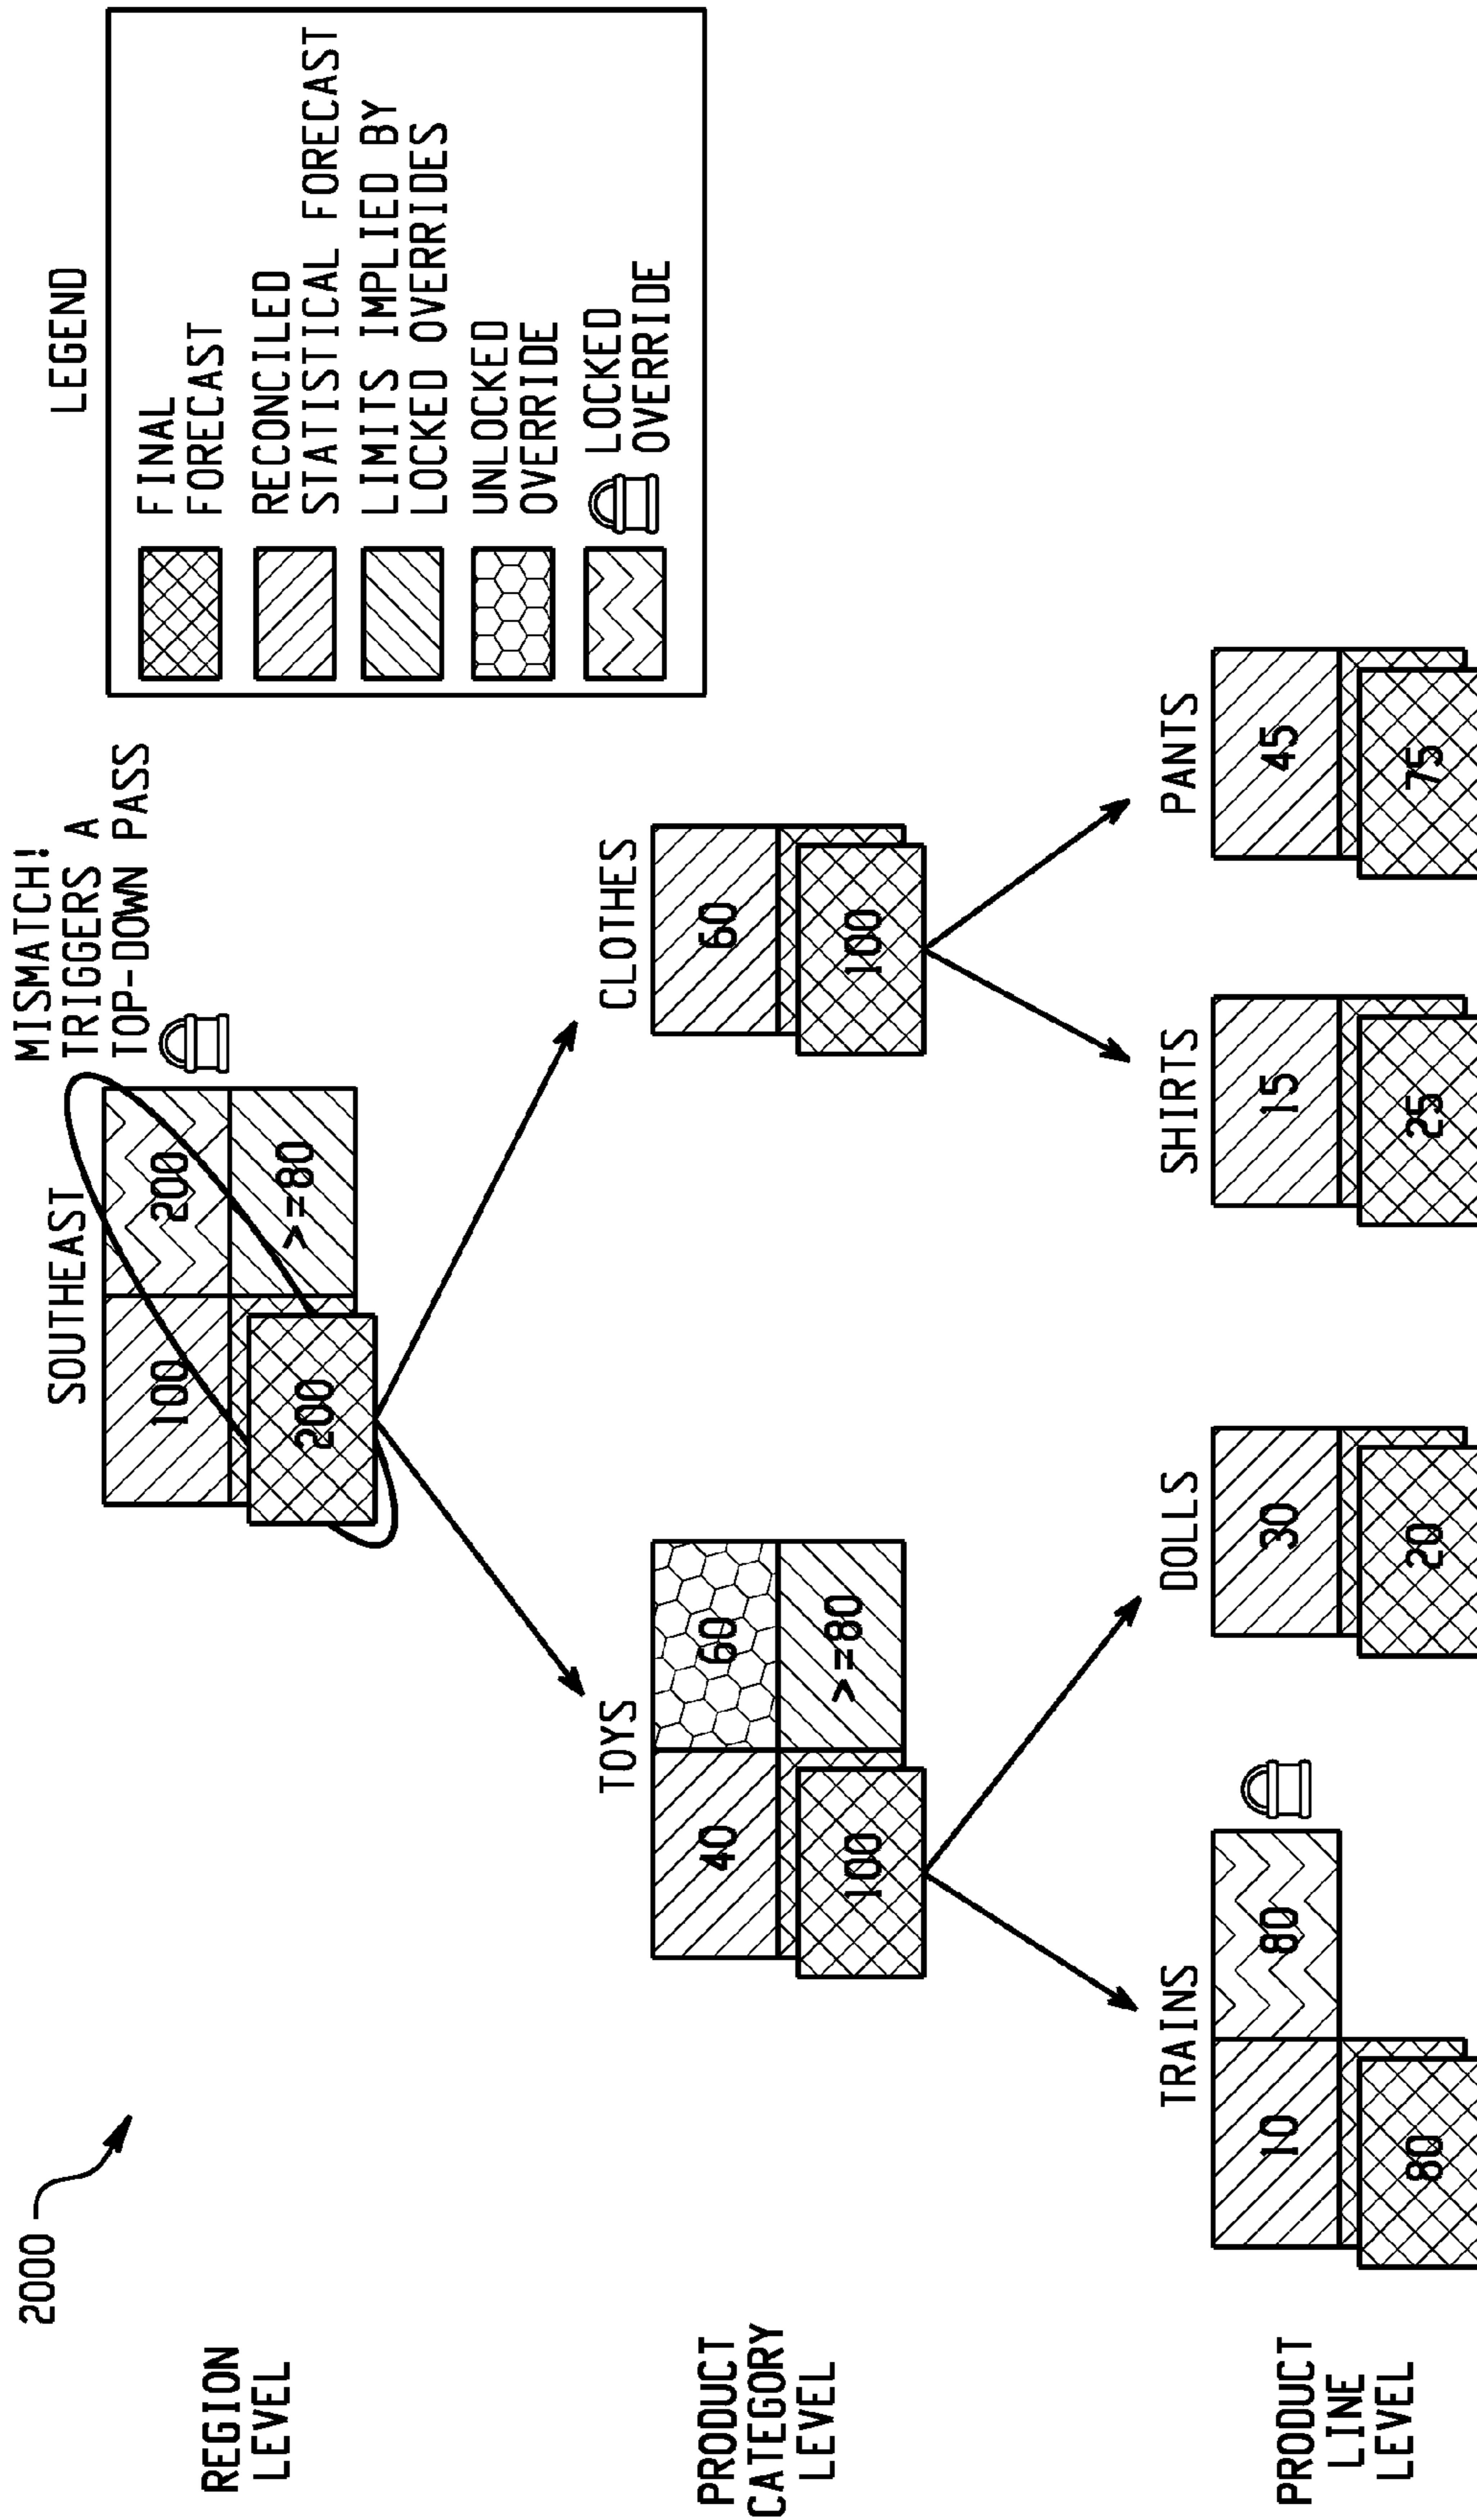 2000
REGION
LEVEL
SOUTHEAST
100
200
200
>=80
MISMATCH!
TRIGGERS A
TOP-DOWN PASS
LEGEND
FINAL
FORECAST
RECONCILED
STATISTICAL FORECAST
LIMITS IMPLIED BY
LOCKED OVERRIDES
UNLOCKED
OVERRIDE
LOCKED
OVERRIDE
PRODUCT
CATEGORY
LEVEL
TOYS
40
60
100
>=80
CLOTHES
60
100
PRODUCT
LINE
LEVEL
TRAINS
10
80
80
DOLLS
30
20
SHIRTS
15
25
PANTS
45
75